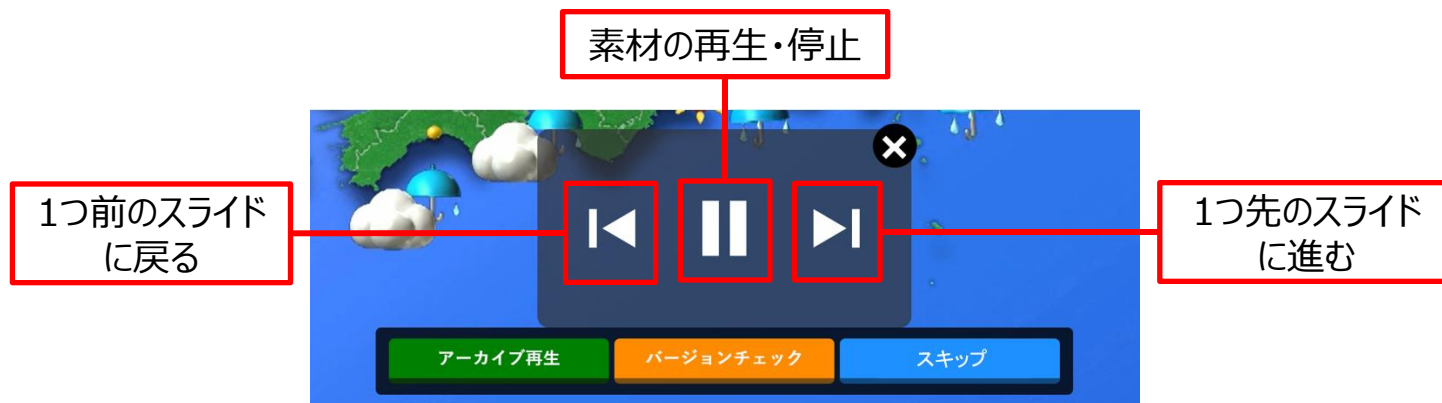 素材の再生・停止
1つ前のスライド
に戻る
1つ先のスライド
に進む
アーカイブ再生
バージョンチェック
スキップ